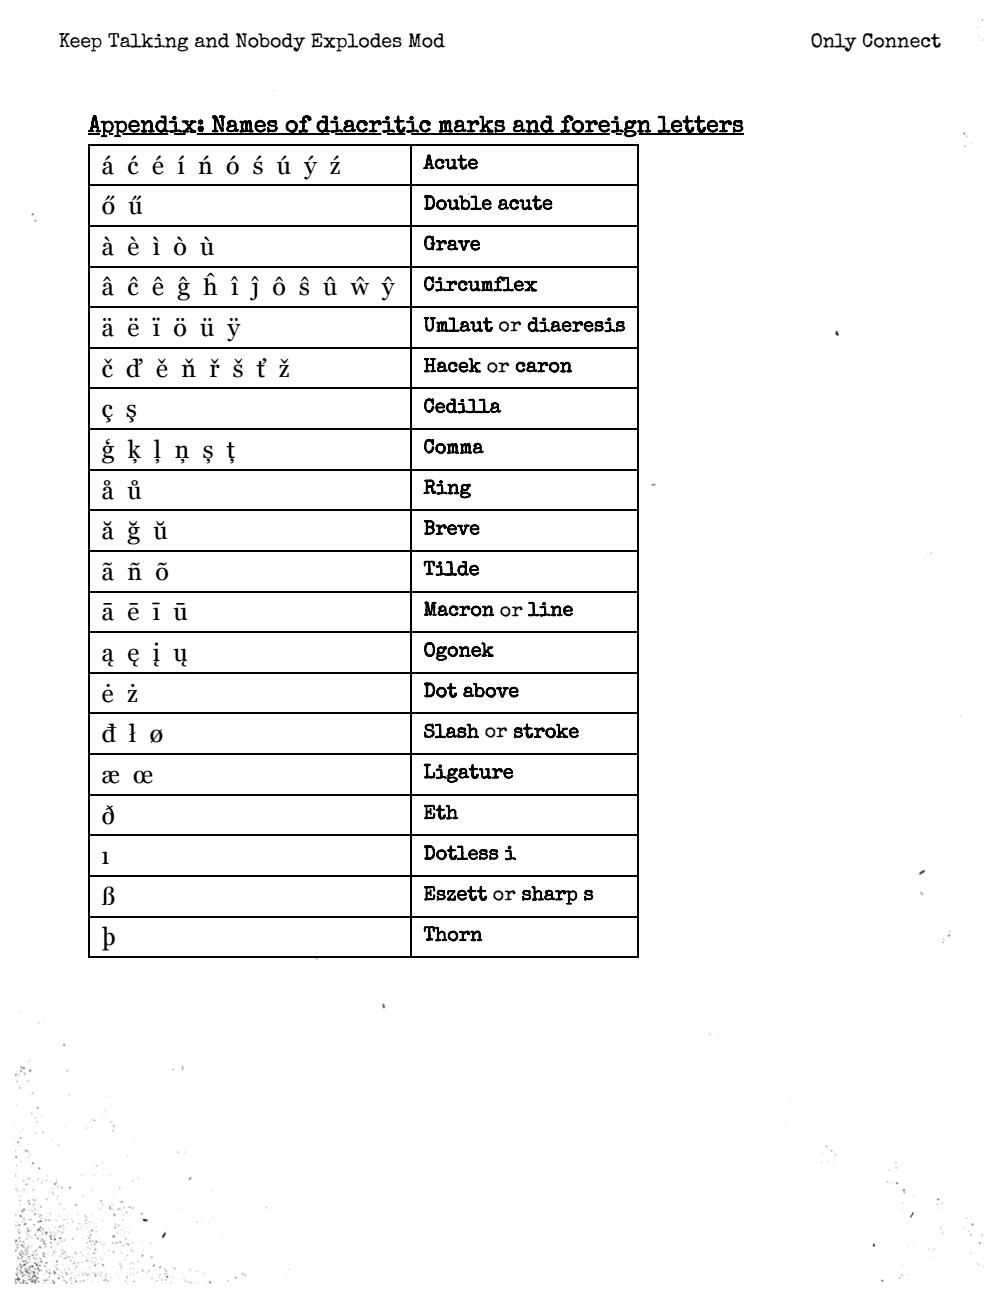 Keep Talking and Nobody Explodes Mod Only Connect
Appendix: Names of diacritic marks and foreign letters
á ć é í ń ó ś ú ý ź Acute
ő ű Double acute
à è ì ò ù Grave
â ĉ ê ĝ ĥ î ĵ ô ŝ û ŵ ŷ Circumflex
ä ë ï ö ü ÿ Umlaut or diaeresis
č ď ě ň ř š ť ž Hacek or caron
ç ş Cedilla
ģ ķ ļ ņ ș ț Comma
å ů Ring
ă ğ ŭ Breve
ã ñ õ Tilde
ā ē ī ū Macron or line
ą ę į ų Ogonek
ė ż Dot above
đ ł ø Slash or stroke
æ œ Ligature
ð Eth
ı Dotless i
ß Eszett or sharp s
þ Thorn